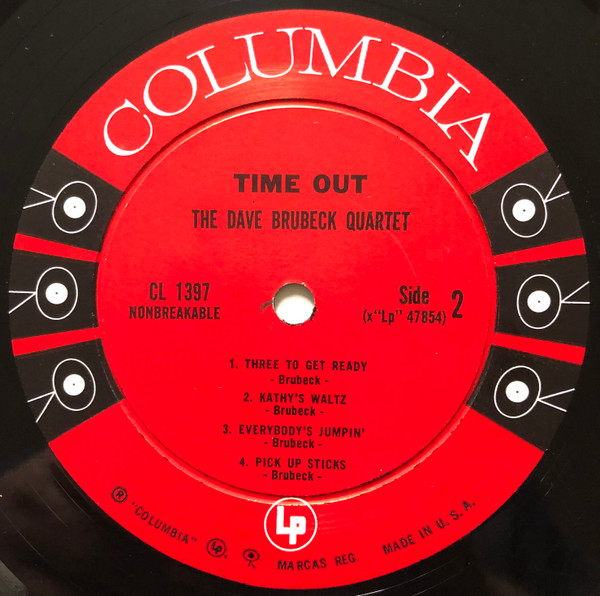 COLUMBIA
TIME OUT
THE DAVE BRUBECK QUARTET
CL 1397
NONBREAKABLE
Side 2
(x"Lp" 47854)
1. THREE TO GET READY
- Brubeck -
2. KATHY'S WALTZ
- Brubeck -
3. EVERYBODY'S JUMPIN'
- Brubeck -
4. PICK UP STICKS
- Brubeck -
Lp
® "COLUMBIA" Lp ® MARCAS REG. MADE IN U. S. A.